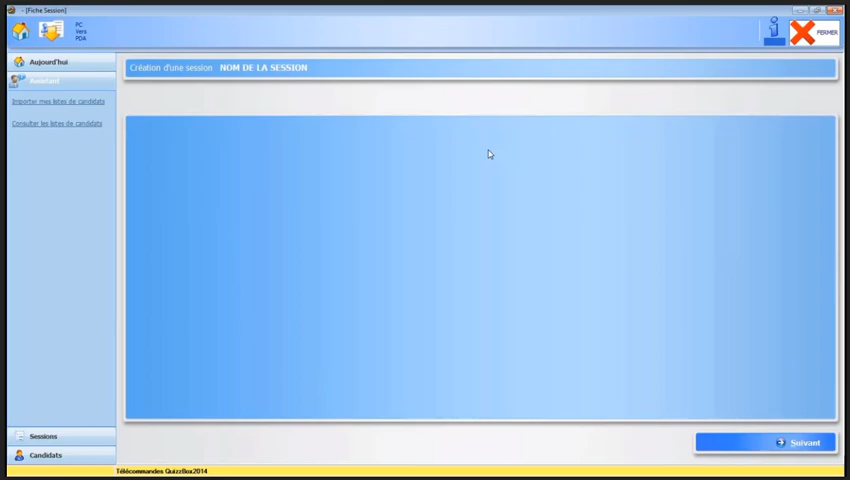 - [Fiche Session]
PC
Vers
PDA
FERMER
Aujourd'hui
Assistant
Importer mes listes de candidats
Consulter les listes de candidats
Création d'une session NOM DE LA SESSION
Sessions
Candidats
Suivant
Télécommandes QuizzBox2014